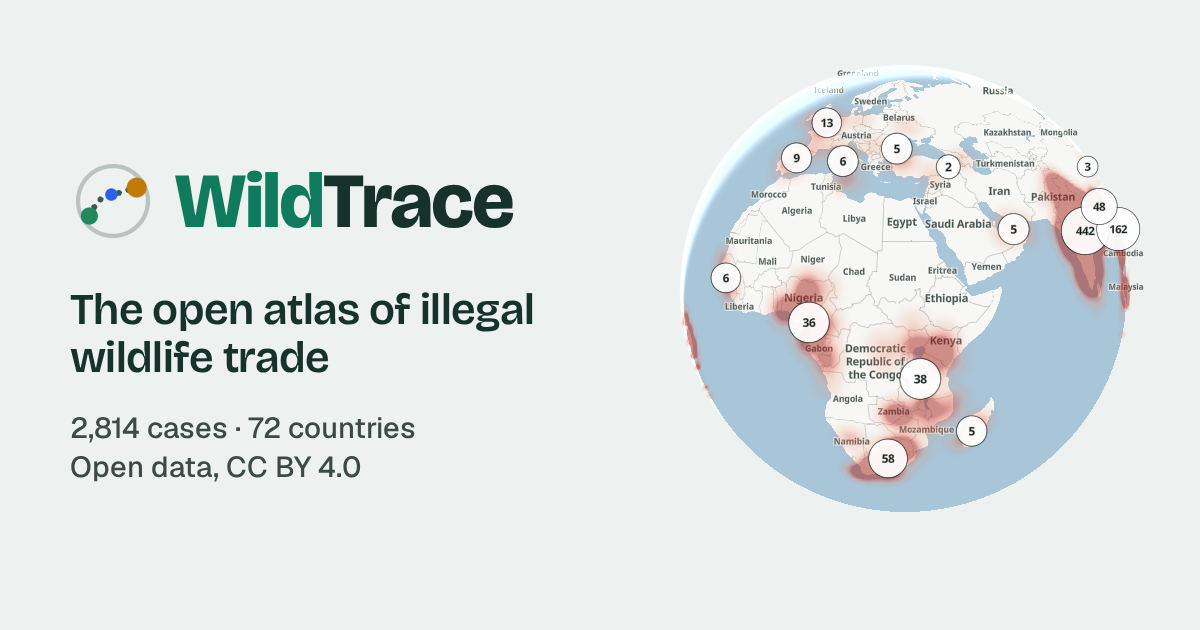 WildTrace
The open atlas of illegal
wildlife trade
2,814 cases · 72 countries
Open data, CC BY 4.0
Greenland
Iceland
Russia
Sweden
13
Belarus
Austria
Kazakhstan
Mongolia
9
6
5
Greece
2
Turkmenistan
3
Morocco
Tunisia
Syria
Iran
Pakistan
Israel
48
Algeria
Libya
Egypt
Saudi Arabia
5
442
162
Mauritania
Cambodia
Mali
Niger
Chad
Sudan
Eritrea
Yemen
6
Malaysia
Liberia
Nigeria
Ethiopia
36
Gabon
Democratic
Republic of
the Congo
Kenya
38
Angola
Zambia
Mozambique
5
Namibia
58